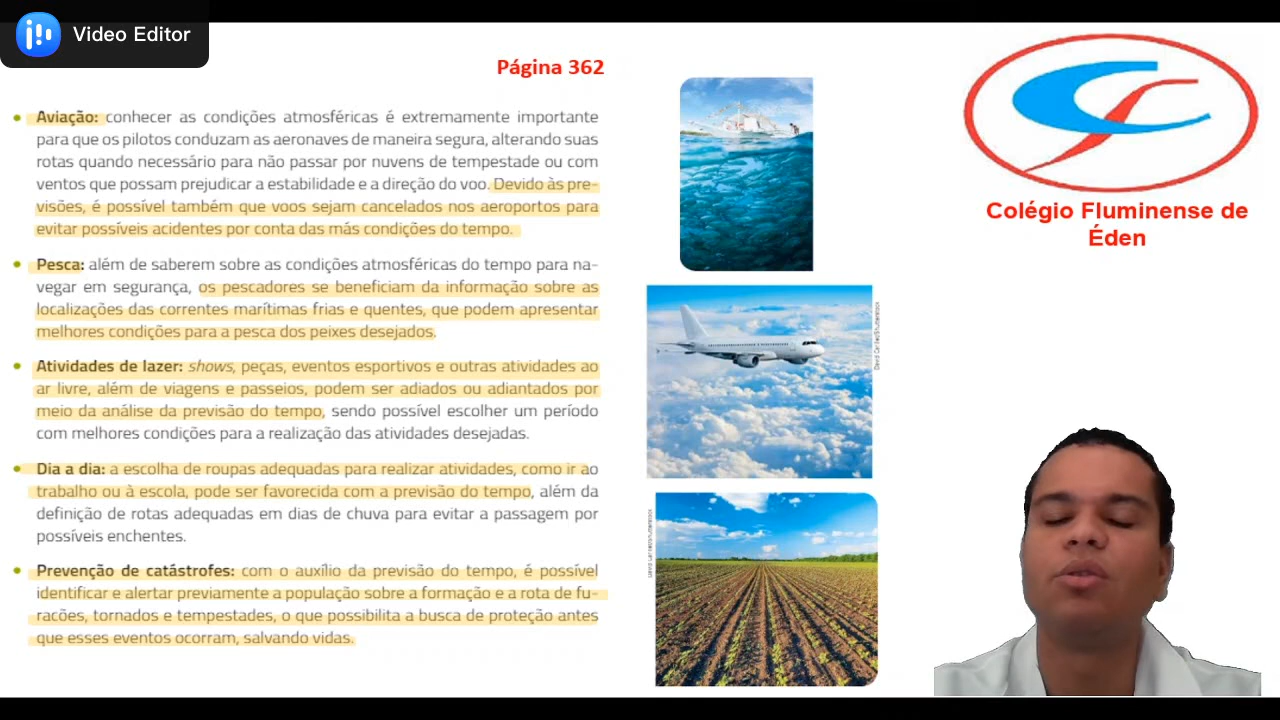 Video Editor
Página 362
Aviação: conhecer as condições atmosféricas é extremamente importante
para que os pilotos conduzam as aeronaves de maneira segura, alterando suas
rotas quando necessário para não passar por nuvens de tempestade ou com
ventos que possam prejudicar a estabilidade e a direção do voo. Devido às pre-
visões, é possível também que voos sejam cancelados nos aeroportos para
evitar possíveis acidentes por conta das más condições do tempo.
Pesca: além de saberem sobre as condições atmosféricas do tempo para na-
vegar em segurança, os pescadores se beneficiam da informação sobre as
localizações das correntes marítimas frias e quentes, que podem apresentar
melhores condições para a pesca dos peixes desejados.
Atividades de lazer: shows, peças, eventos esportivos e outras atividades ao
ar livre, além de viagens e passeios, podem ser adiados ou adiantados por
meio da análise da previsão do tempo, sendo possível escolher um período
com melhores condições para a realização das atividades desejadas.
Dia a dia: a escolha de roupas adequadas para realizar atividades, como ir ao
trabalho ou à escola, pode ser favorecida com a previsão do tempo, além da
definição de rotas adequadas em dias de chuva para evitar a passagem por
possíveis enchentes.
Prevenção de catástrofes: com o auxílio da previsão do tempo, é possível
identificar e alertar previamente a população sobre a formação e a rota de fu-
racões, tornados e tempestades, o que possibilita a busca de proteção antes
que esses eventos ocorram, salvando vidas.
Colégio Fluminense de
Éden